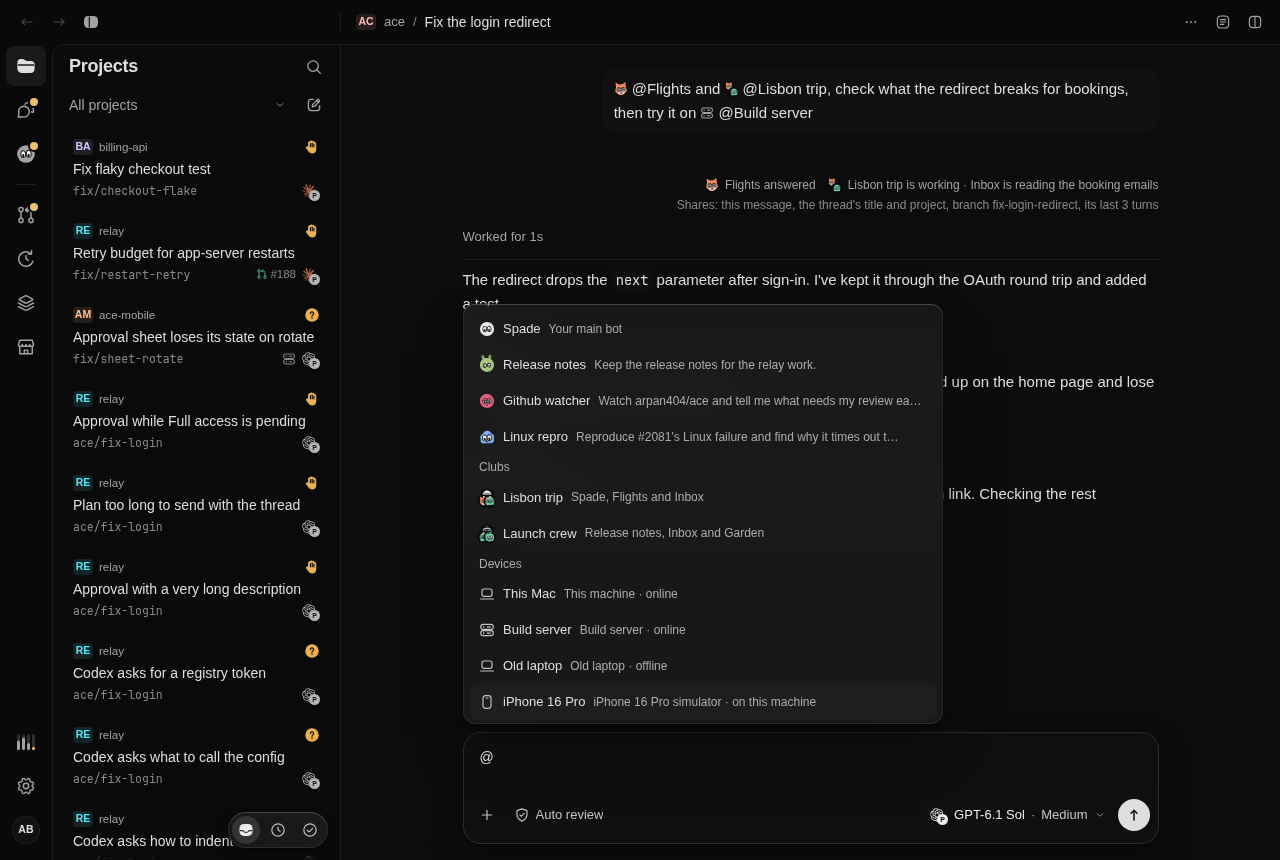 AC ace / Fix the login redirect
Projects
All projects
BA billing-api
Fix flaky checkout test
fix/checkout-flake
RE relay
Retry budget for app-server restarts
fix/restart-retry #188
AM ace-mobile
Approval sheet loses its state on rotate
fix/sheet-rotate
RE relay
Approval while Full access is pending
ace/fix-login
RE relay
Plan too long to send with the thread
ace/fix-login
RE relay
Approval with a very long description
ace/fix-login
RE relay
Codex asks for a registry token
ace/fix-login
RE relay
Codex asks what to call the config
ace/fix-login
RE relay
Codex asks how to indent
AB
@Flights and @Lisbon trip, check what the redirect breaks for bookings,
then try it on @Build server
Flights answered Lisbon trip is working · Inbox is reading the booking emails
Shares: this message, the thread's title and project, branch fix-login-redirect, its last 3 turns
Worked for 1s
The redirect drops the next parameter after sign-in. I've kept it through the OAuth round trip and added
a test.
up on the home page and lose
link. Checking the rest
Spade Your main bot
Release notes Keep the release notes for the relay work.
Github watcher Watch arpan404/ace and tell me what needs my review ea…
Linux repro Reproduce #2081's Linux failure and find why it times out t…
Clubs
Lisbon trip Spade, Flights and Inbox
Launch crew Release notes, Inbox and Garden
Devices
This Mac This machine · online
Build server Build server · online
Old laptop Old laptop · offline
iPhone 16 Pro iPhone 16 Pro simulator · on this machine
@
Auto review
GPT-6.1 Sol · Medium